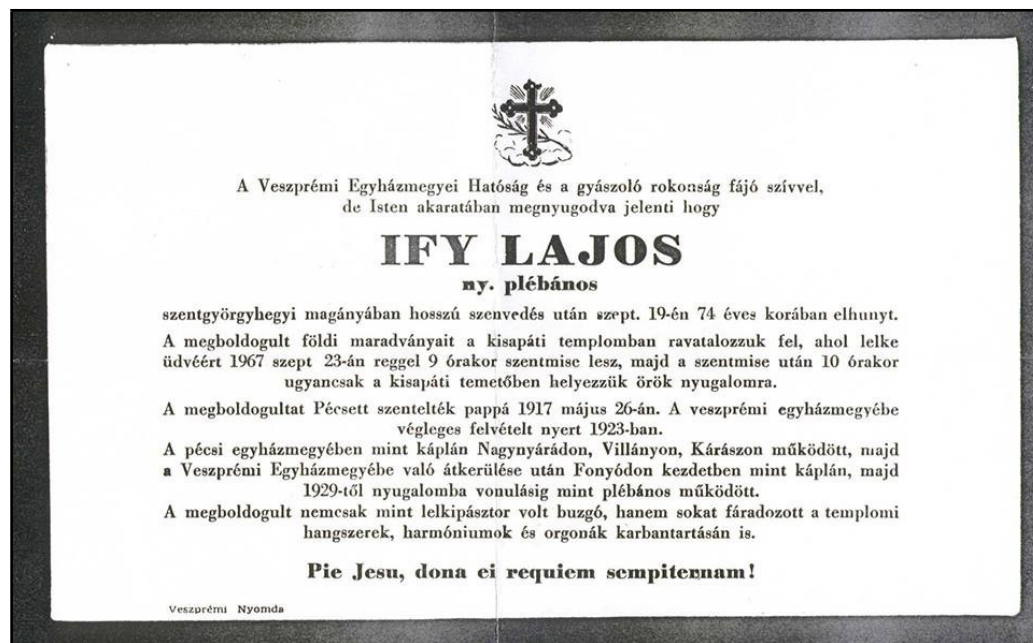 A Veszprémi Egyházmegyei Hatóság és a gyászoló rokonság fájó szívvel,
de Isten akaratában megnyugodva jelenti hogy
IFY LAJOS
ny. plébános
szentgyörgyhegyi magányában hosszú szenvedés után szept. 19-én 74 éves korában elhunyt.
A megboldogult földi maradványait a kisapáti templomban ravatalozzuk fel, ahol lelke
üdvéért 1967 szept 23-án reggel 9 órakor szentmise lesz, majd a szentmise után 10 órakor
ugyancsak a kisapáti temetőben helyezzük örök nyugalomra.
A megboldogultat Pécsett szentelték pappá 1917 május 26-án. A veszprémi egyházmegyébe
végleges felvételt nyert 1923-ban.
A pécsi egyházmegyében mint káplán Nagynyárádon, Villányon, Kárászon működött, majd
a Veszprémi Egyházmegyébe való átkerülése után Fonyódon kezdetben mint káplán, majd
1929-től nyugalomba vonulásig mint plébános működött.
A megboldogult nemcsak mint lelkipásztor volt buzgó, hanem sokat fáradozott a templomi
hangszerek, harmóniumok és orgonák karbantartásán is.
Pie Jesu, dona ei requiem sempiternam!
Veszprémi Nyomda